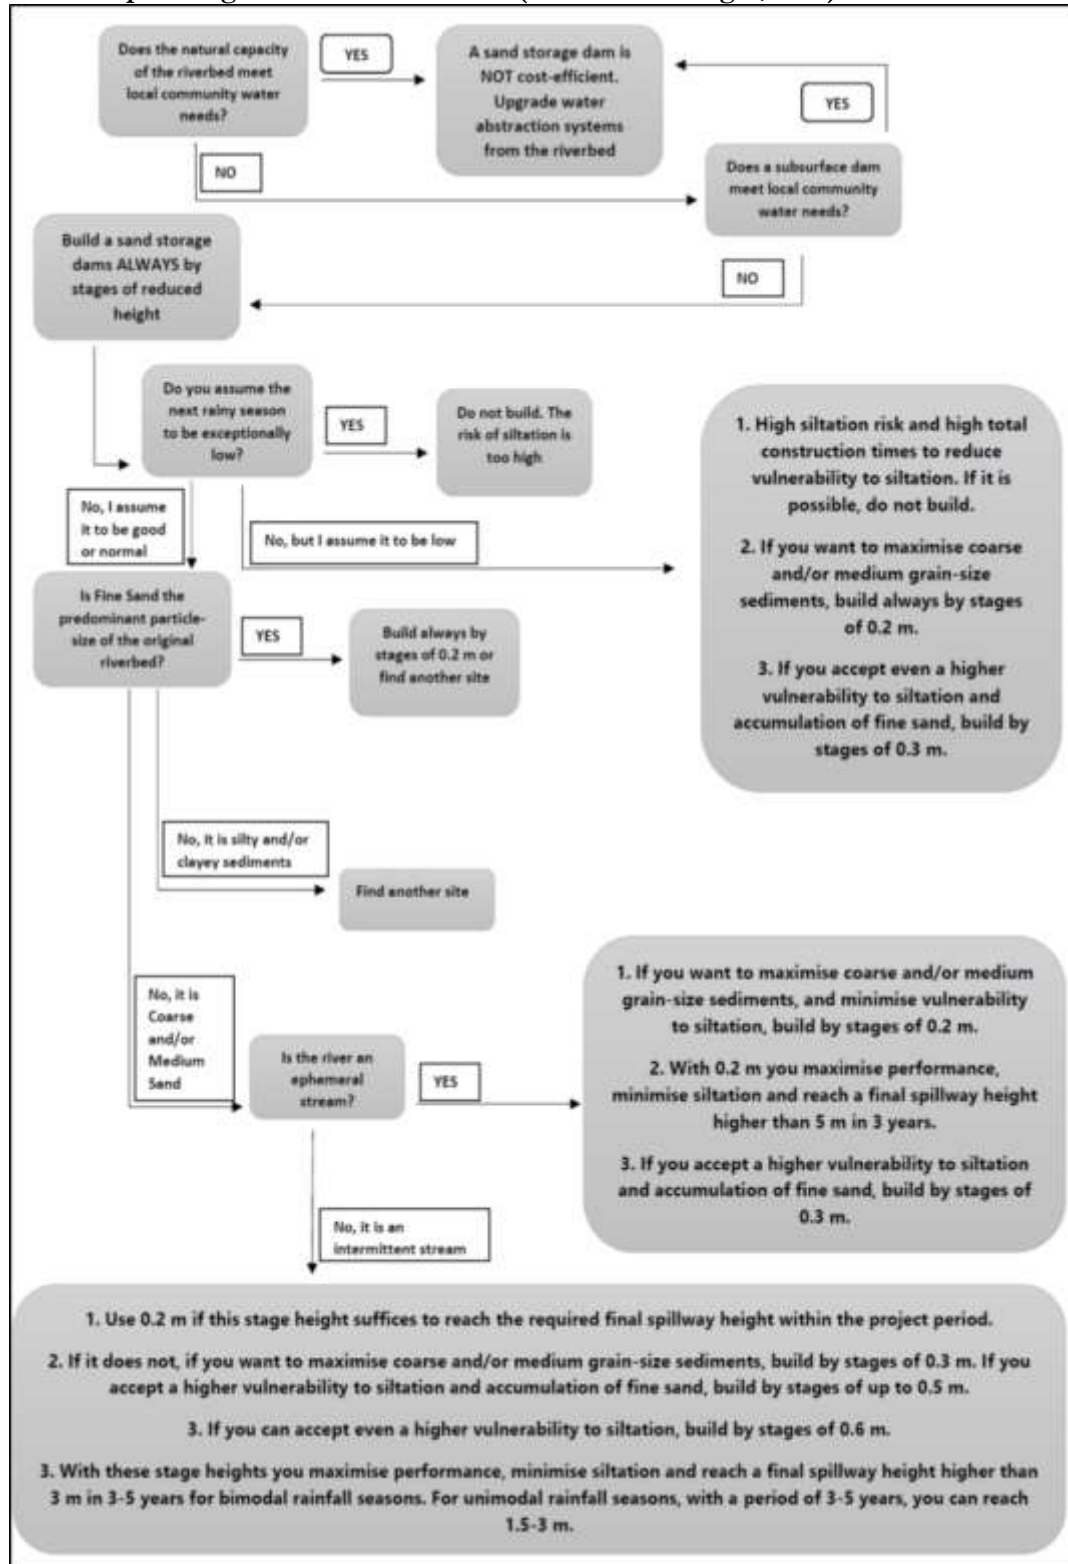 Does the natural capacity
of the riverbed meet
local community water
needs?
YES
A sand storage dam is
NOT cost-efficient.
Upgrade water
abstraction systems
from the riverbed
YES
NO
Does a subsurface dam
meet local community
water needs?
NO
Build a sand storage
dams ALWAYS by
stages of reduced
height
Do you assume the
next rainy season
to be exceptionally
low?
YES
Do not build. The
risk of siltation is
too high
1. High siltation risk and high total
construction times to reduce
vulnerability to siltation. If it is
possible, do not build.
2. If you want to maximise coarse
and/or medium grain-size
sediments, build always by stages
of 0.2 m.
3. If you accept even a higher
vulnerability to siltation and
accumulation of fine sand, build by
stages of 0.3 m.
No, I assume
it to be good
or normal
No, but I assume it to be low
Is Fine Sand the
predominant particle-
size of the original
riverbed?
YES
Build always by
stages of 0.2 m or
find another site
No, it is silty and/or
clayey sediments
Find another site
No, it is
Coarse
and/or
Medium
Sand
Is the river an
ephemeral
stream?
YES
1. If you want to maximise coarse and/or medium
grain-size sediments, and minimise vulnerability
to siltation, build by stages of 0.2 m.
2. With 0.2 m you maximise performance,
minimise siltation and reach a final spillway height
higher than 5 m in 3 years.
3. If you accept a higher vulnerability to siltation
and accumulation of fine sand, build by stages of
0.3 m.
No, it is an
intermittent stream
1. Use 0.2 m if this stage height suffices to reach the required final spillway height within the project period.
2. If it does not, if you want to maximise coarse and/or medium grain-size sediments, build by stages of 0.3 m. If you
accept a higher vulnerability to siltation and accumulation of fine sand, build by stages of up to 0.5 m.
3. If you can accept even a higher vulnerability to siltation, build by stages of 0.6 m.
3. With these stage heights you maximise performance, minimise siltation and reach a final spillway height higher than
3 m in 3-5 years for bimodal rainfall seasons. For unimodal rainfall seasons, with a period of 3-5 years, you can reach
1.5-3 m.